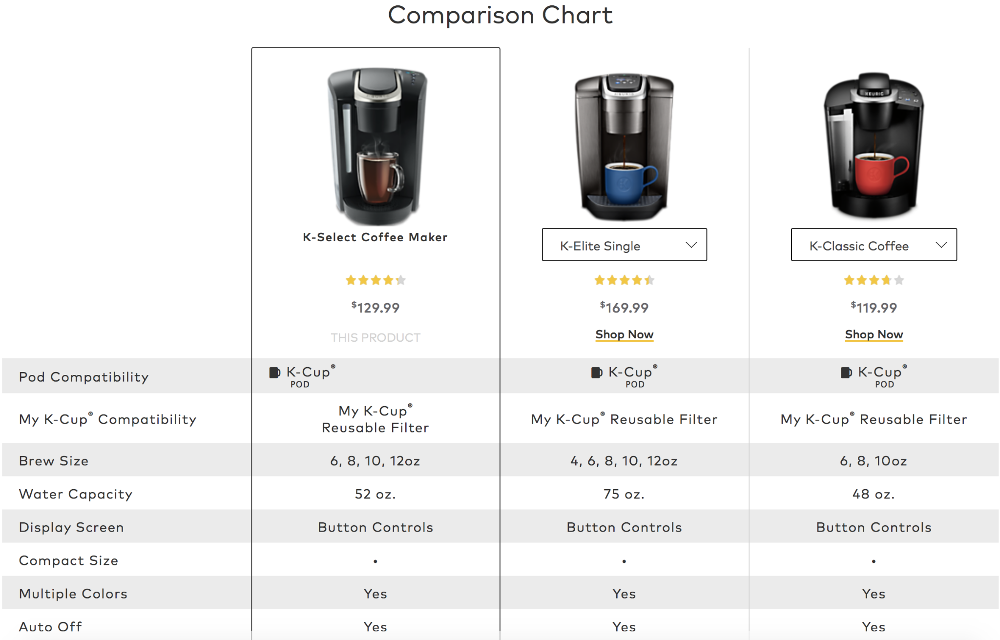 Comparison Chart
KEURIG
K-Select Coffee Maker
K-Elite Single
K-Classic Coffee
$129.99
$169.99
$119.99
THIS PRODUCT
Shop Now
Shop Now
Pod Compatibility
K-Cup®
POD
K-Cup®
POD
K-Cup®
POD
My K-Cup® Compatibility
My K-Cup®
Reusable Filter
My K-Cup® Reusable Filter
My K-Cup® Reusable Filter
Brew Size
6, 8, 10, 12oz
4, 6, 8, 10, 12oz
6, 8, 10oz
Water Capacity
52 oz.
75 oz.
48 oz.
Display Screen
Button Controls
Button Controls
Button Controls
Compact Size
•
•
•
Multiple Colors
Yes
Yes
Yes
Auto Off
Yes
Yes
Yes